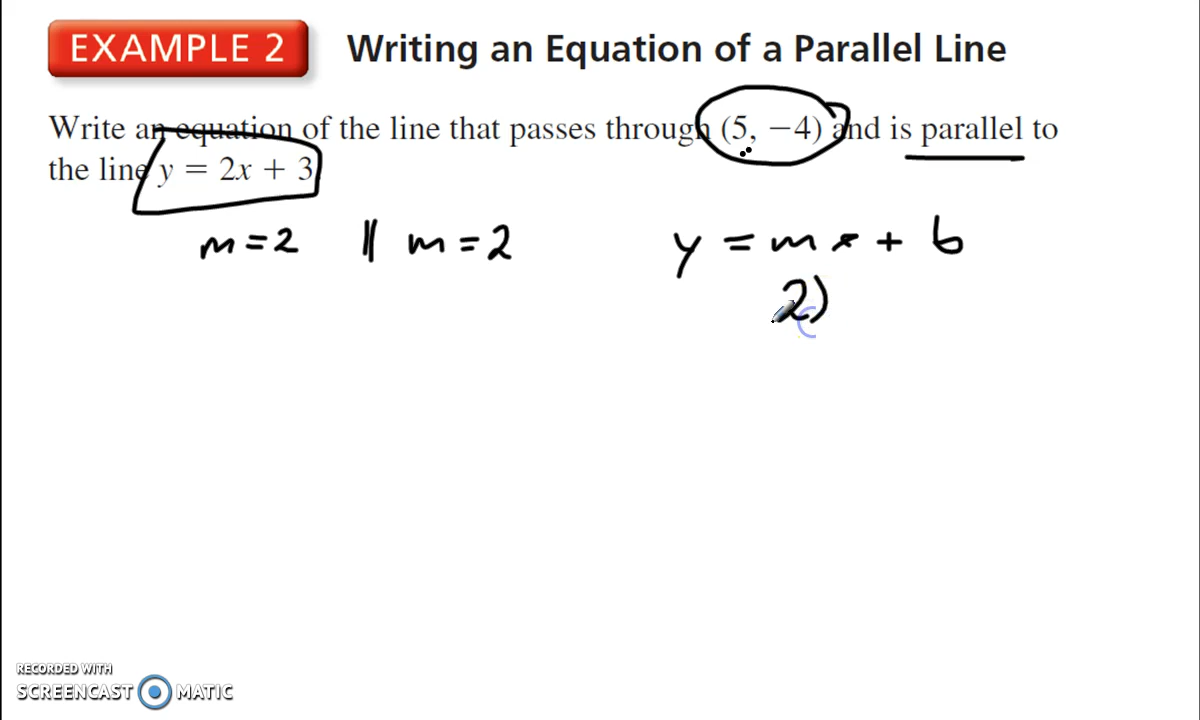 EXAMPLE 2 Writing an Equation of a Parallel Line
Write an equation of the line that passes through (5, −4) and is parallel to
the line y = 2x + 3
m = 2 || m = 2 y = mx + b
2)
RECORDED WITH
SCREENCAST MATIC